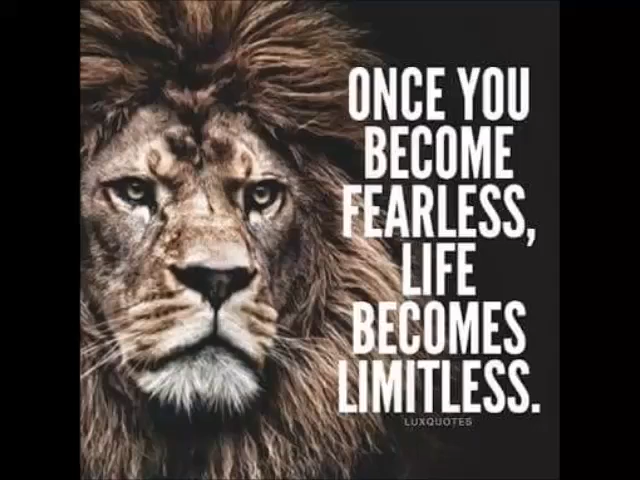 ONCE YOU
BECOME
FEARLESS,
LIFE
BECOMES
LIMITLESS.
LUXQUOTES